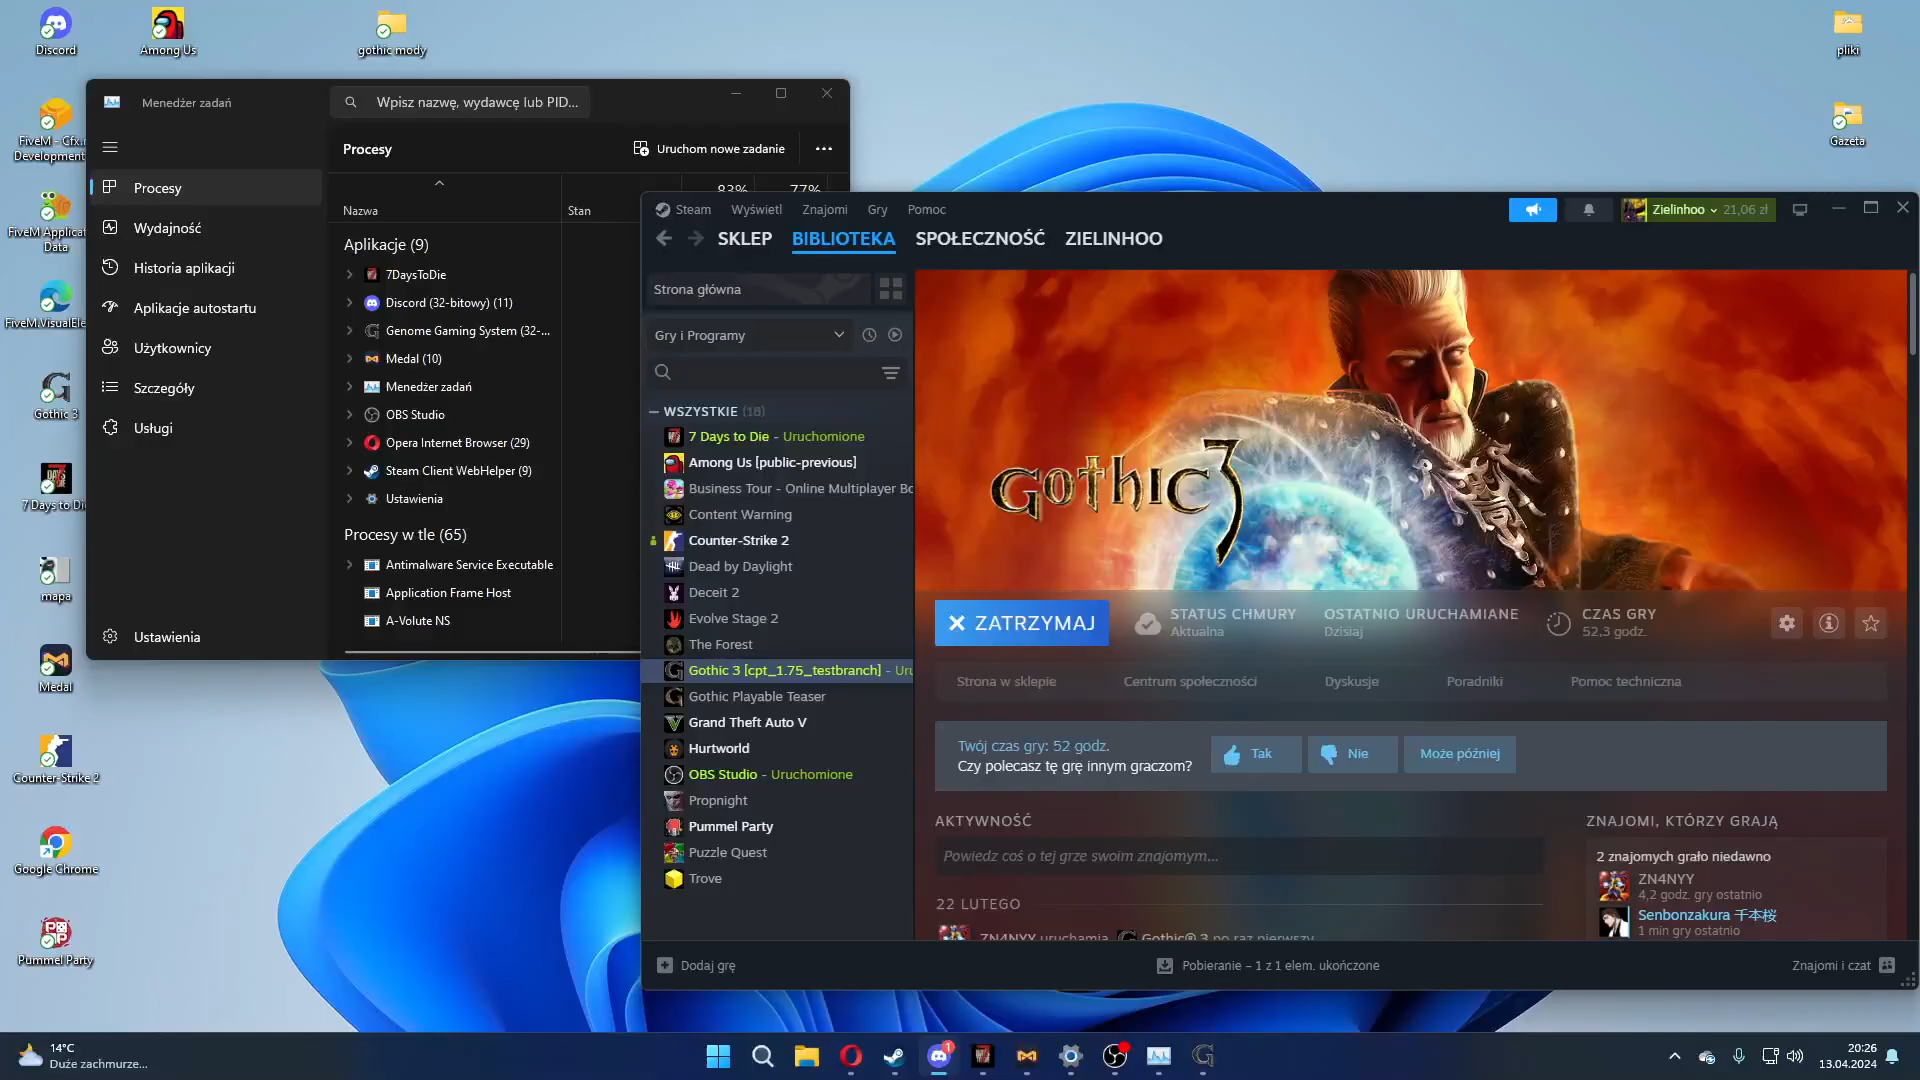 Discord
Among Us
gothic mody
pliki
FiveM - Cfx.r
Development
FiveM Applicat
Data
FiveM.VisualEle
Gothic 3
7 Days to Die
mapa
Medal
Counter-Strike 2
Google Chrome
Pummel Party
Gazeta
Menedżer zadań
Wpisz nazwę, wydawcę lub PID...
Procesy
Uruchom nowe zadanie
Procesy
Wydajność
Historia aplikacji
Aplikacje autostartu
Użytkownicy
Szczegóły
Usługi
Ustawienia
83%
77%
Nazwa
Stan
Aplikacje (9)
7DaysToDie
Discord (32-bitowy) (11)
Genome Gaming System (32-...
Medal (10)
Menedżer zadań
OBS Studio
Opera Internet Browser (29)
Steam Client WebHelper (9)
Ustawienia
Procesy w tle (65)
Antimalware Service Executable
Application Frame Host
A-Volute NS
Steam
Wyświetl
Znajomi
Gry
Pomoc
Zielinhoo
21,06 zł
SKLEP
BIBLIOTEKA
SPOŁECZNOŚĆ
ZIELINHOO
Strona główna
Gry i Programy
WSZYSTKIE (18)
7 Days to Die - Uruchomione
Among Us [public-previous]
Business Tour - Online Multiplayer Bo
Content Warning
Counter-Strike 2
Dead by Daylight
Deceit 2
Evolve Stage 2
The Forest
Gothic 3 [cpt_1.75_testbranch] - Uru
Gothic Playable Teaser
Grand Theft Auto V
Hurtworld
OBS Studio - Uruchomione
Propnight
Pummel Party
Puzzle Quest
Trove
GOTHIC 3
ZATRZYMAJ
STATUS CHMURY
Aktualna
OSTATNIO URUCHAMIANE
Dzisiaj
CZAS GRY
52,3 godz.
Strona w sklepie
Centrum społeczności
Dyskusje
Poradniki
Pomoc techniczna
Twój czas gry: 52 godz.
Czy polecasz tę grę innym graczom?
Tak
Nie
Może później
AKTYWNOŚĆ
Powiedz coś o tej grze swoim znajomym...
22 LUTEGO
ZN4NYY uruchamia Gothic® 3 po raz pierwszy
ZNAJOMI, KTÓRZY GRAJĄ
2 znajomych grało niedawno
ZN4NYY
4,2 godz. gry ostatnio
Senbonzakura 千本桜
1 min gry ostatnio
Dodaj grę
Pobieranie – 1 z 1 elem. ukończone
Znajomi i czat
14°C
Duże zachmurze...
1
20:26
13.04.2024